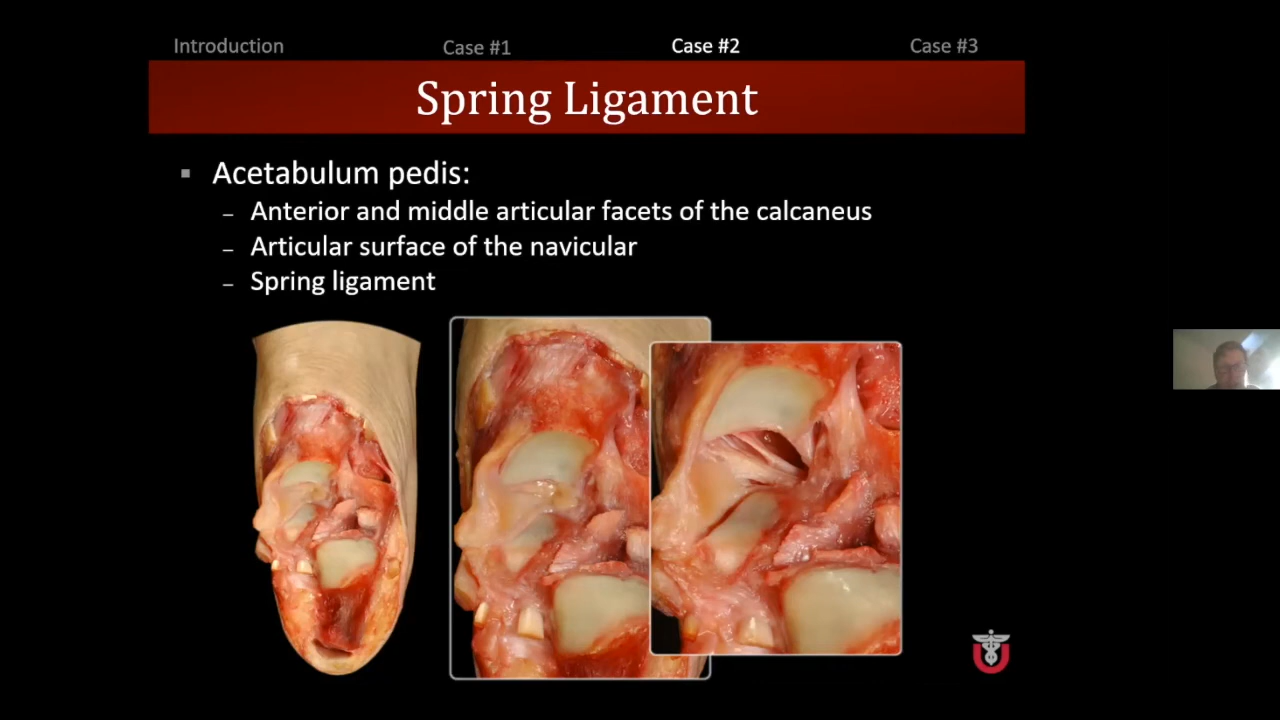 Introduction Case #1 Case #2 Case #3
Spring Ligament
▪ Acetabulum pedis:
– Anterior and middle articular facets of the calcaneus
– Articular surface of the navicular
– Spring ligament